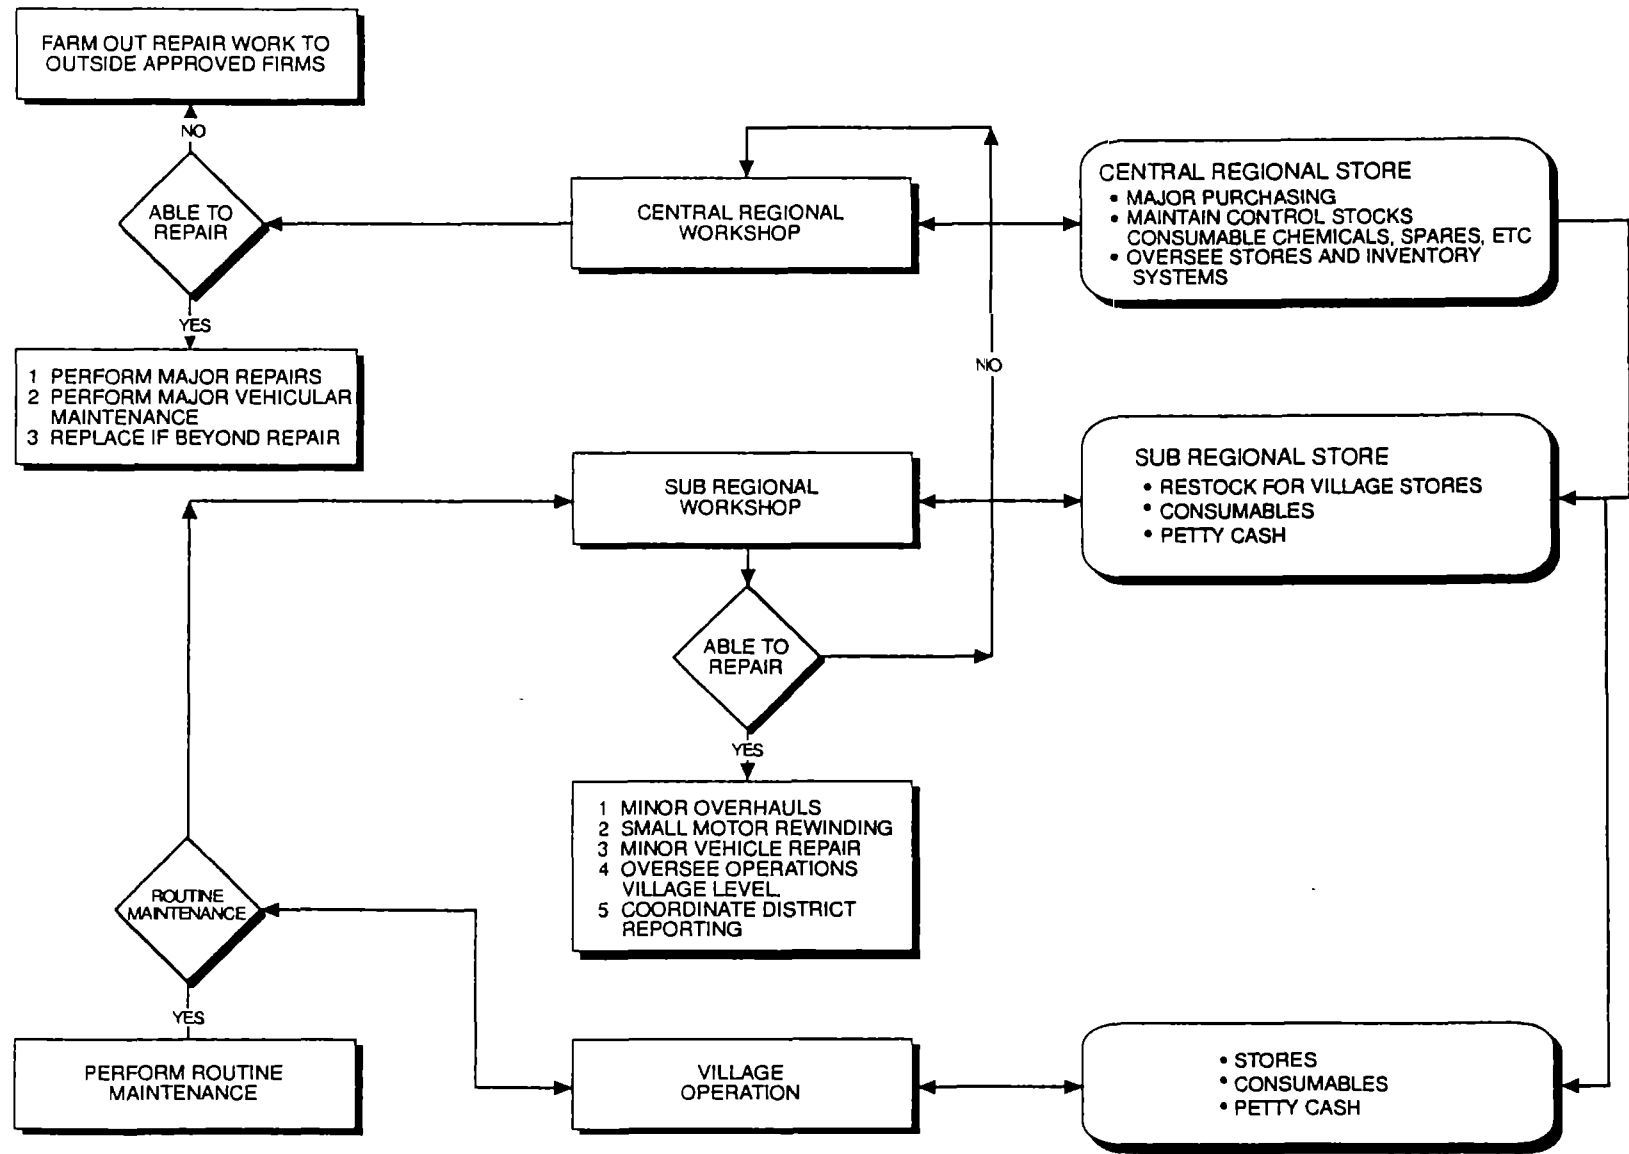 FARM OUT REPAIR WORK TO
OUTSIDE APPROVED FIRMS
NO
ABLE TO
REPAIR
YES
1 PERFORM MAJOR REPAIRS
2 PERFORM MAJOR VEHICULAR
MAINTENANCE
3 REPLACE IF BEYOND REPAIR
CENTRAL REGIONAL
WORKSHOP
CENTRAL REGIONAL STORE
• MAJOR PURCHASING
• MAINTAIN CONTROL STOCKS
CONSUMABLE CHEMICALS, SPARES, ETC
• OVERSEE STORES AND INVENTORY
SYSTEMS
NO
SUB REGIONAL
WORKSHOP
SUB REGIONAL STORE
• RESTOCK FOR VILLAGE STORES
• CONSUMABLES
• PETTY CASH
ABLE TO
REPAIR
YES
1 MINOR OVERHAULS
2 SMALL MOTOR REWINDING
3 MINOR VEHICLE REPAIR
4 OVERSEE OPERATIONS
VILLAGE LEVEL.
5 COORDINATE DISTRICT
REPORTING
ROUTINE
MAINTENANCE
YES
PERFORM ROUTINE
MAINTENANCE
VILLAGE
OPERATION
• STORES
• CONSUMABLES
• PETTY CASH